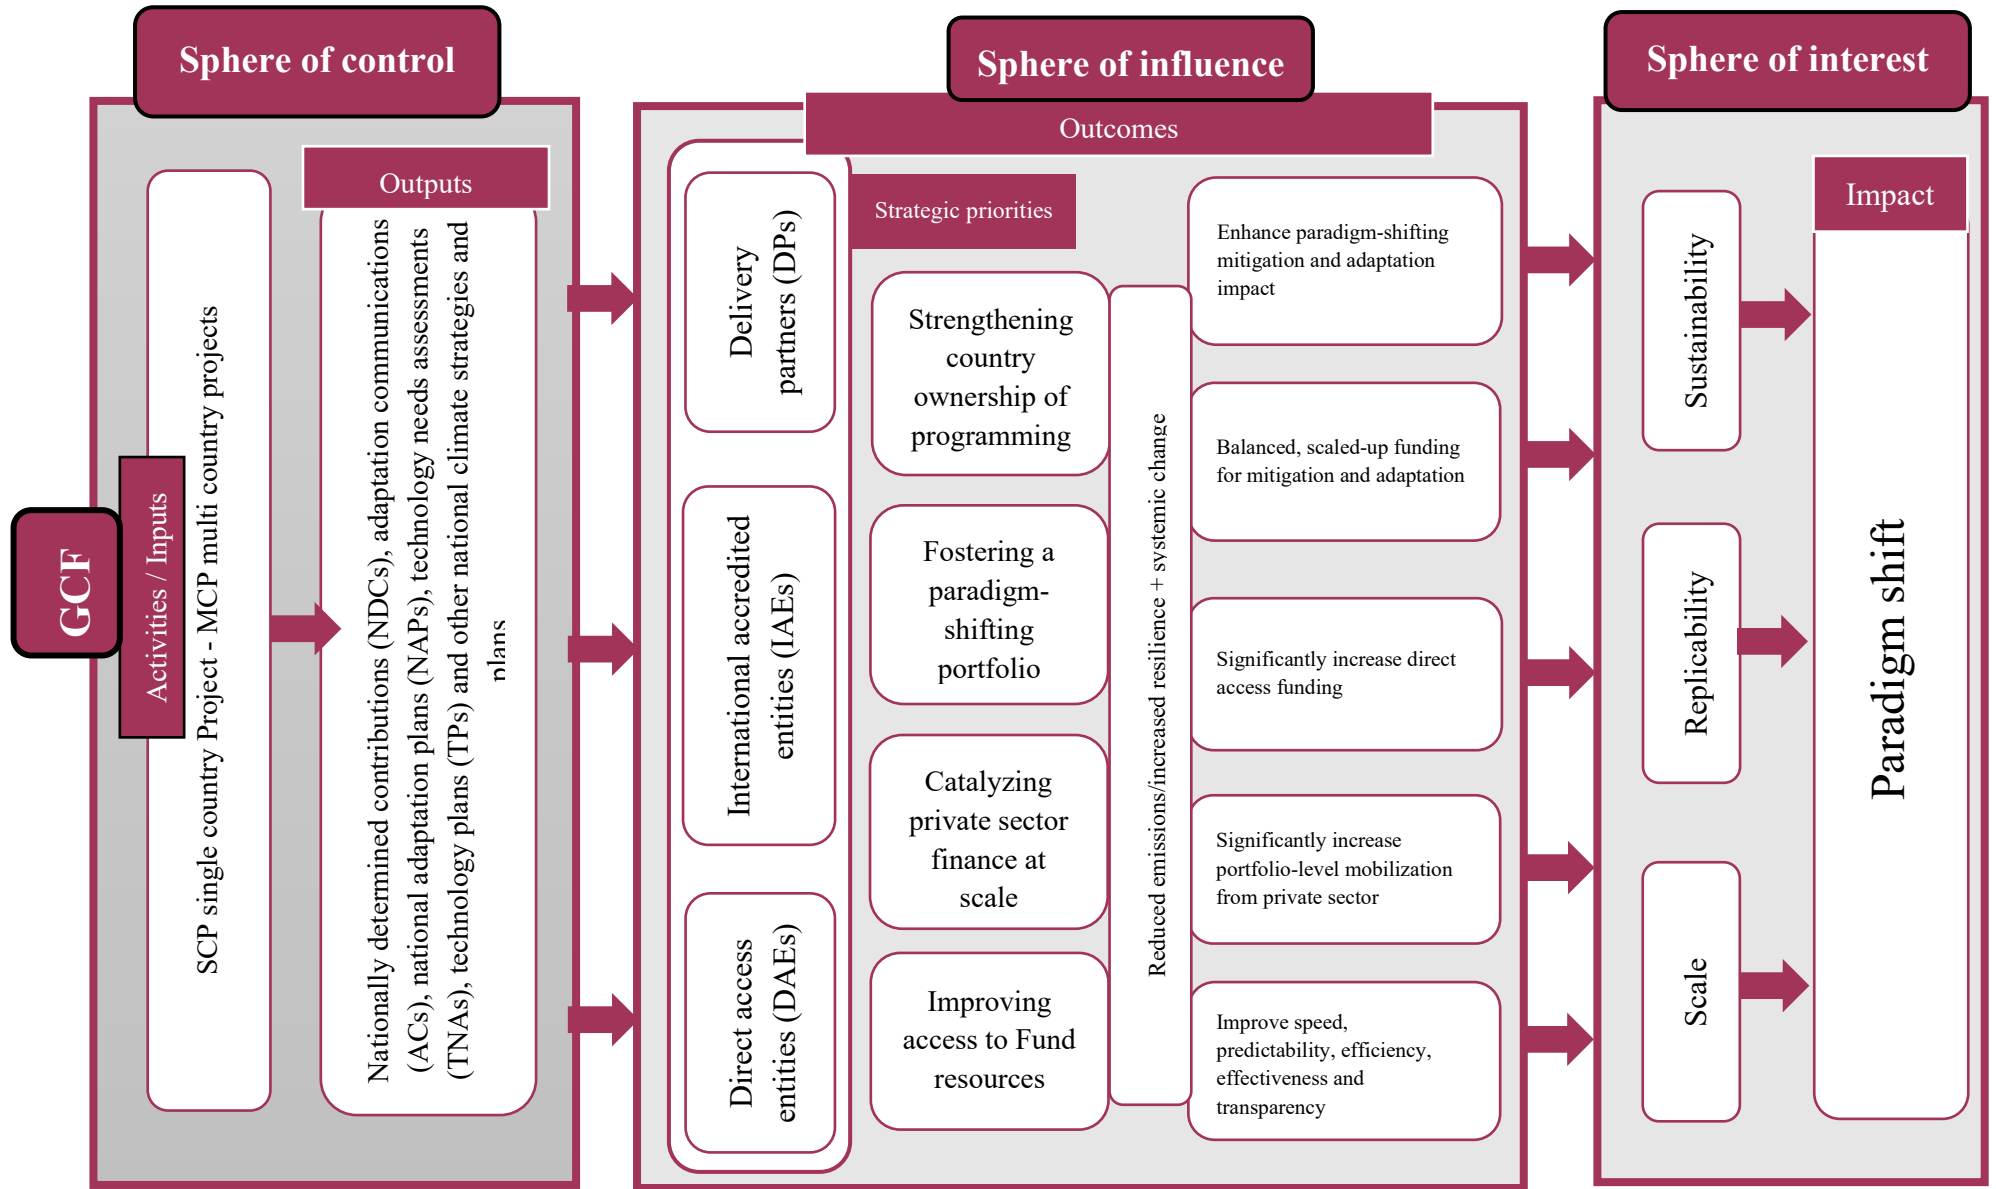 Sphere of control
GCF
Activities / Inputs
SCP single country Project - MCP multi country projects
Outputs
Nationally determined contributions (NDCs), adaptation communications
(ACs), national adaptation plans (NAPs), technology needs assessments
(TNAs), technology plans (TPs) and other national climate strategies and
plans
Sphere of influence
Outcomes
Delivery
partners (DPs)
International accredited
entities (IAEs)
Direct access
entities (DAEs)
Strategic priorities
Strengthening
country
ownership of
programming
Fostering a
paradigm-
shifting
portfolio
Catalyzing
private sector
finance at
scale
Improving
access to Fund
resources
Reduced emissions/increased resilience + systemic change
Enhance paradigm-shifting
mitigation and adaptation
impact
Balanced, scaled-up funding
for mitigation and adaptation
Significantly increase direct
access funding
Significantly increase
portfolio-level mobilization
from private sector
Improve speed,
predictability, efficiency,
effectiveness and
transparency
Sphere of interest
Sustainability
Replicability
Scale
Impact
Paradigm shift